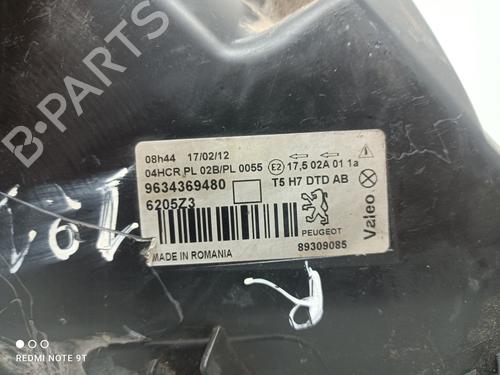 08h44 17/02/12
04HCR PL 02B/PL 0055 E2 17,5 02A 01 1a
9634369480 T5 H7 DTD AB
6205Z3
PEUGEOT
Valeo
MADE IN ROMANIA 89309085
B-PARTS
REDMI NOTE 9T